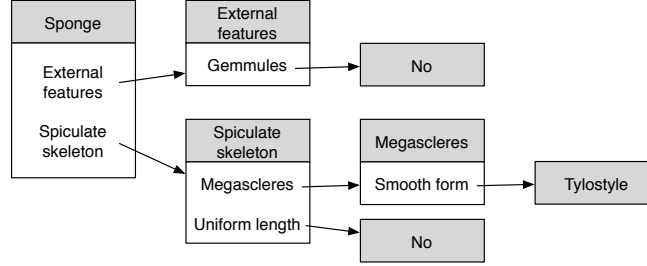 Sponge
External
features
Spiculate
skeleton
External
features
Gemmules
No
Spiculate
skeleton
Megascleres
Uniform length
Megascleres
Smooth form
No
Tylostyle